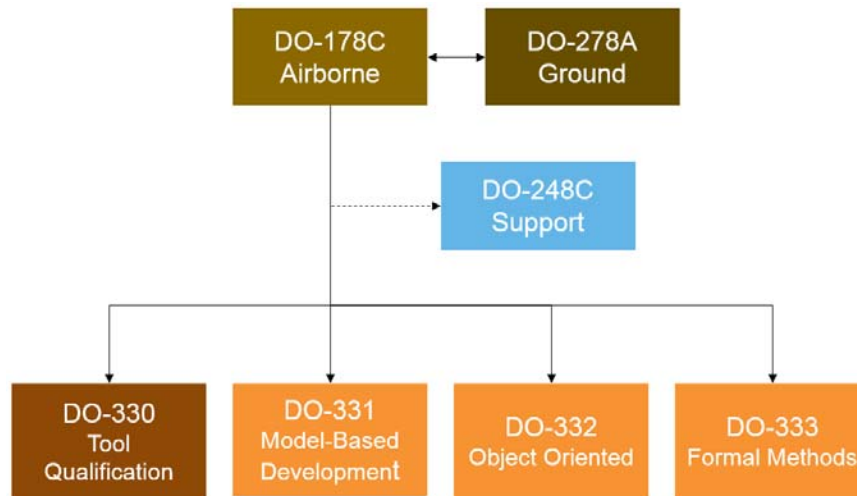 DO-178C
Airborne
DO-278A
Ground
DO-248C
Support
DO-330
Tool
Qualification
DO-331
Model-Based
Development
DO-332
Object Oriented
DO-333
Formal Methods